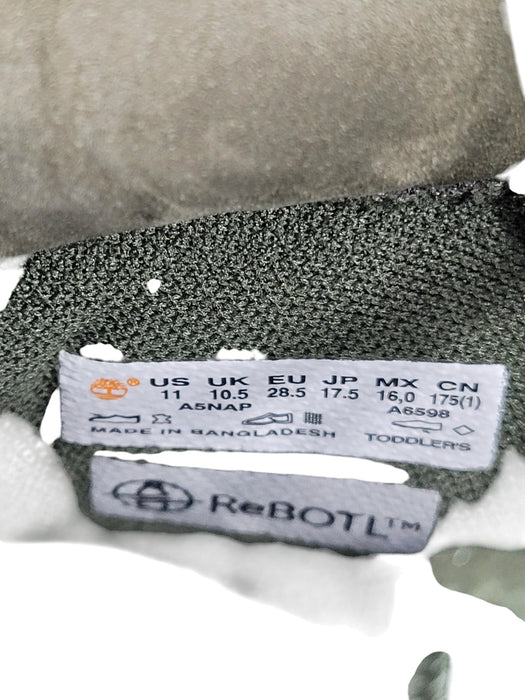 ® US UK EU JP MX CN
11 10.5 28.5 17.5 16,0 175(1)
A5NAP A6598
MADE IN BANGLADESH TODDLER'S
ReBOTL™